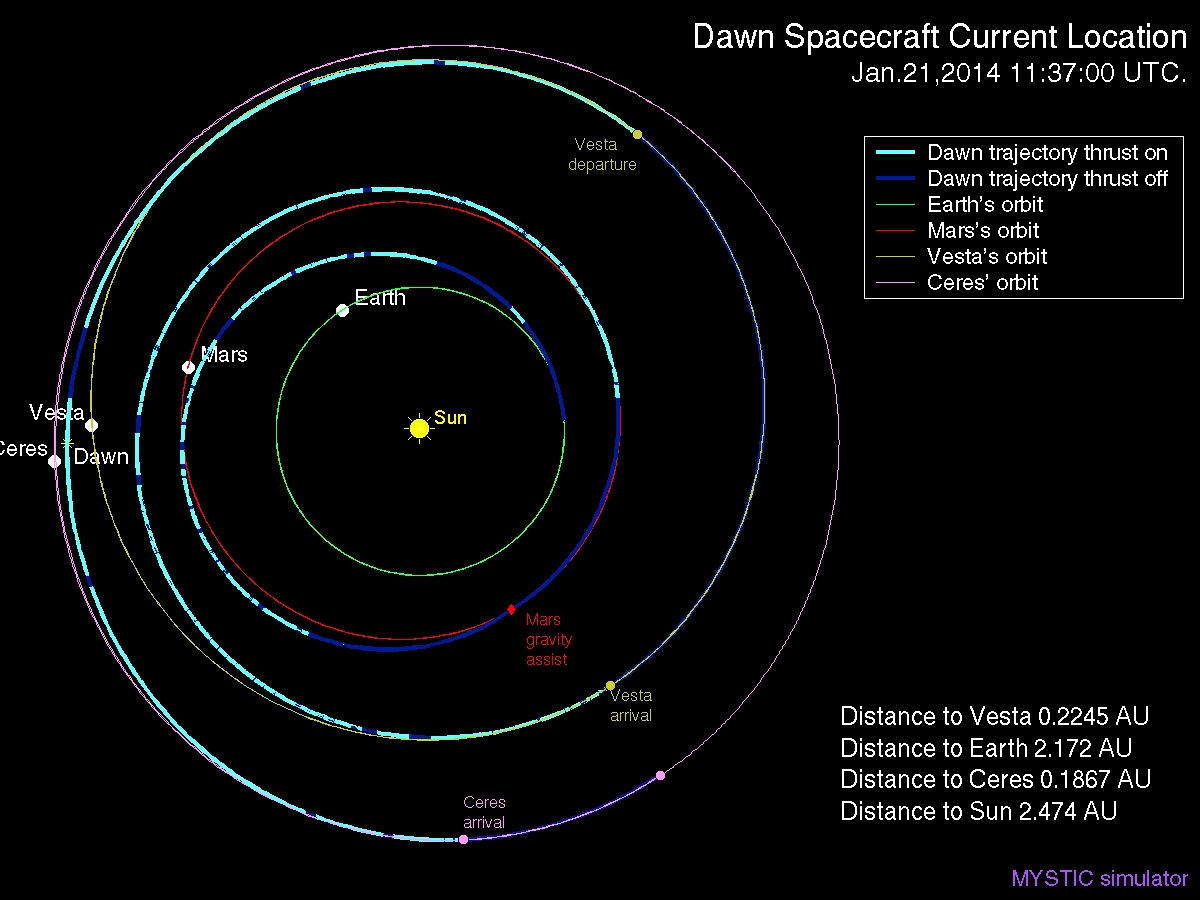 Dawn Spacecraft Current Location
Jan.21,2014 11:37:00 UTC.
Dawn trajectory thrust on
Dawn trajectory thrust off
Earth's orbit
Mars's orbit
Vesta's orbit
Ceres' orbit
Vesta
departure
Earth
Mars
Vesta
Sun
Ceres
Dawn
Mars
gravity
assist
Vesta
arrival
Ceres
arrival
Distance to Vesta 0.2245 AU
Distance to Earth 2.172 AU
Distance to Ceres 0.1867 AU
Distance to Sun 2.474 AU
MYSTIC simulator